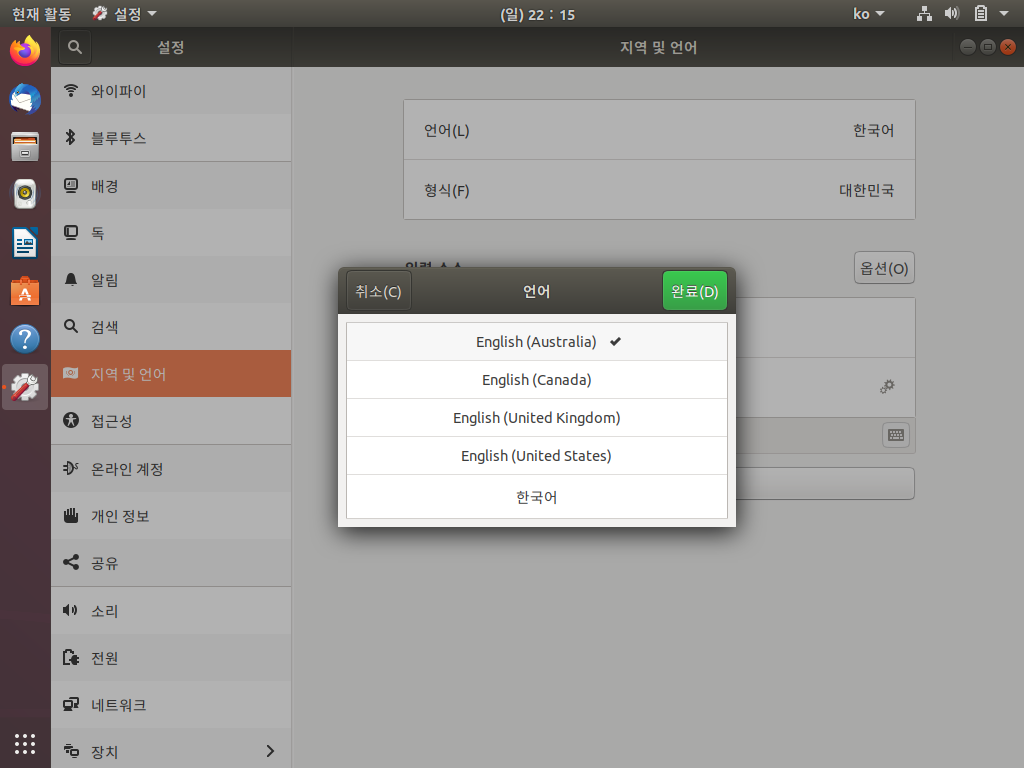 현재 활동 설정 (일) 22 : 15 ko
설정 지역 및 언어
와이파이
블루투스
배경
독
알림
검색
지역 및 언어
접근성
온라인 계정
개인 정보
공유
소리
전원
네트워크
장치
언어(L) 한국어
형식(F) 대한민국
옵션(O)
취소(C) 언어 완료(D)
English (Australia)
English (Canada)
English (United Kingdom)
English (United States)
한국어